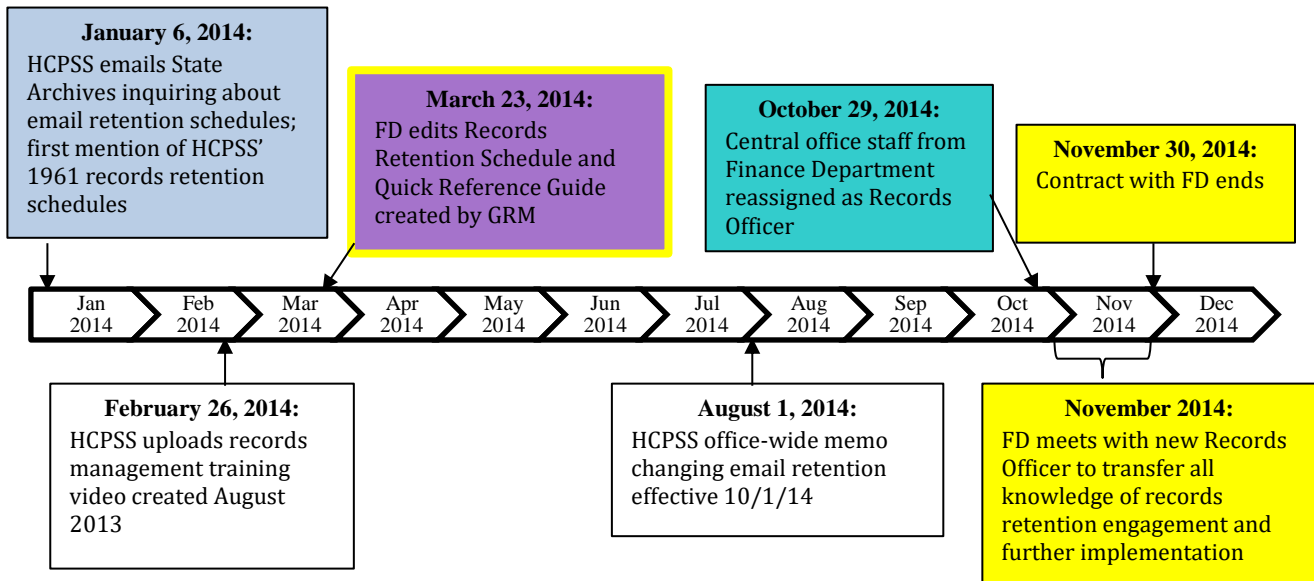 January 6, 2014:
HCPSS emails State
Archives inquiring about
email retention schedules;
first mention of HCPSS’
1961 records retention
schedules
March 23, 2014:
FD edits Records
Retention Schedule and
Quick Reference Guide
created by GRM
October 29, 2014:
Central office staff from
Finance Department
reassigned as Records
Officer
November 30, 2014:
Contract with FD ends
Jan
2014
Feb
2014
Mar
2014
Apr
2014
May
2014
Jun
2014
Jul
2014
Aug
2014
Sep
2014
Oct
2014
Nov
2014
Dec
2014
February 26, 2014:
HCPSS uploads records
management training
video created August
2013
August 1, 2014:
HCPSS office-wide memo
changing email retention
effective 10/1/14
November 2014:
FD meets with new Records
Officer to transfer all
knowledge of records
retention engagement and
further implementation